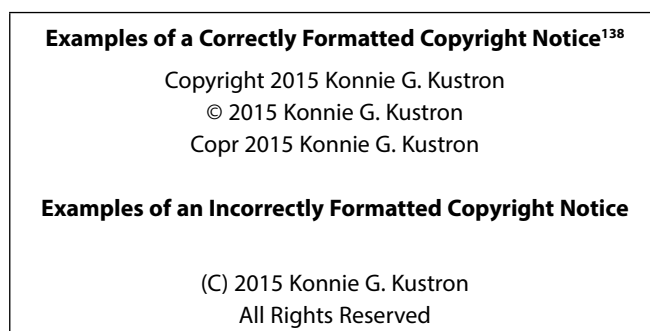 Examples of a Correctly Formatted Copyright Notice¹³⁸
Copyright 2015 Konnie G. Kustron
© 2015 Konnie G. Kustron
Copr 2015 Konnie G. Kustron
Examples of an Incorrectly Formatted Copyright Notice
(C) 2015 Konnie G. Kustron
All Rights Reserved